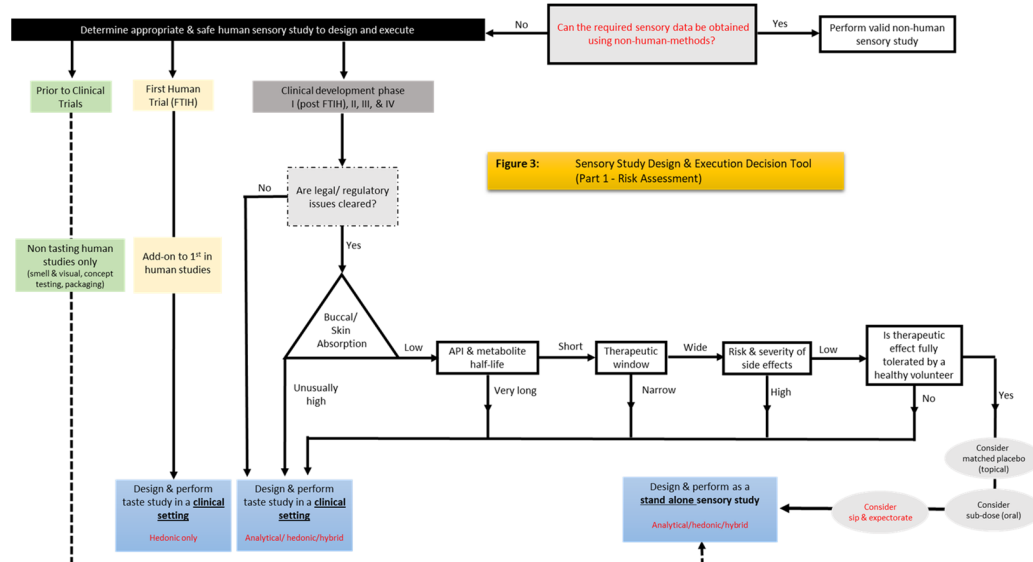 No
Can the required sensory data be obtained
using non-human-methods?
Yes
Perform valid non-human
sensory study
Determine appropriate & safe human sensory study to design and execute
Prior to Clinical
Trials
First Human
Trial (FTIH)
Clinical development phase
I (post FTIH), II, III, & IV
Figure 3: Sensory Study Design & Execution Decision Tool
(Part 1 - Risk Assessment)
No
Are legal/ regulatory
issues cleared?
Yes
Non tasting human
studies only
(smell & visual, concept
testing, packaging)
Add-on to 1st in
human studies
Buccal/
Skin
Absorption
Low
API & metabolite
half-life
Short
Therapeutic
window
Wide
Risk & severity of
side effects
Low
Is therapeutic
effect fully
tolerated by a
healthy volunteer
Unusually
high
Very long
Narrow
High
No
Yes
Consider
matched placebo
(topical)
Consider
sub-dose (oral)
Consider
sip & expectorate
Design & perform
taste study in a clinical
setting
Hedonic only
Design & perform
taste study in a clinical
setting
Analytical/ hedonic/hybrid
Design & perform as a
stand alone sensory study
Analytical/hedonic/hybrid